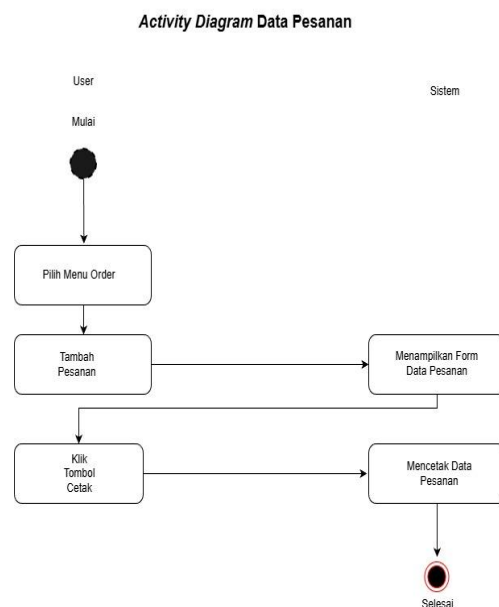 Activity Diagram Data Pesanan
User
Sistem
Mulai
Pilih Menu Order
Tambah
Pesanan
Menampilkan Form
Data Pesanan
Klik
Tombol
Cetak
Mencetak Data
Pesanan
Selesai